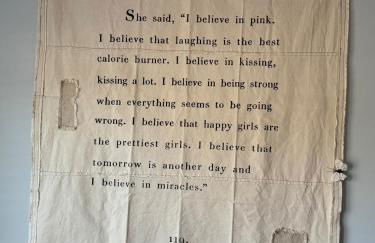 She said, "I believe in pink.
I believe that laughing is the best
calorie burner. I believe in kissing,
kissing a lot. I believe in being strong
when everything seems to be going
wrong. I believe that happy girls are
the prettiest girls. I believe that
tomorrow is another day and
I believe in miracles."
110.